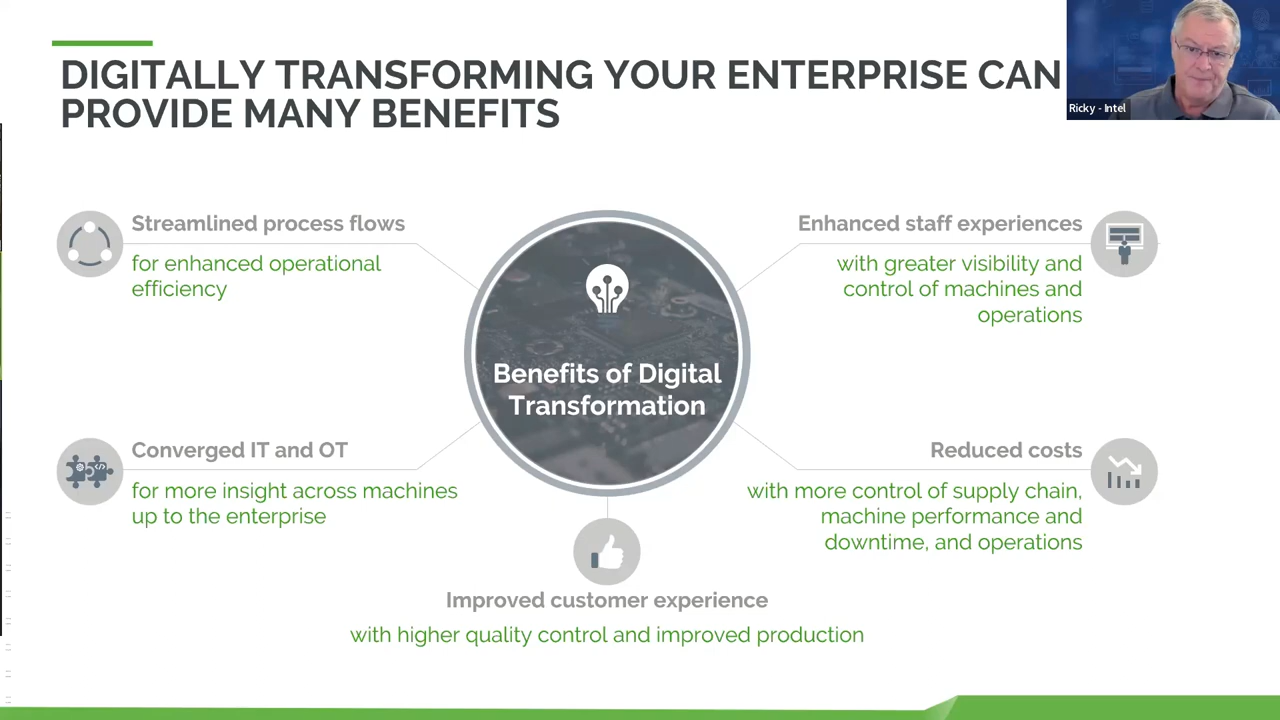 DIGITALLY TRANSFORMING YOUR ENTERPRISE CAN
PROVIDE MANY BENEFITS
Ricky - Intel
Streamlined process flows
for enhanced operational
efficiency
Enhanced staff experiences
with greater visibility and
control of machines and
operations
Benefits of Digital
Transformation
Converged IT and OT
for more insight across machines
up to the enterprise
Reduced costs
with more control of supply chain,
machine performance and
downtime, and operations
Improved customer experience
with higher quality control and improved production